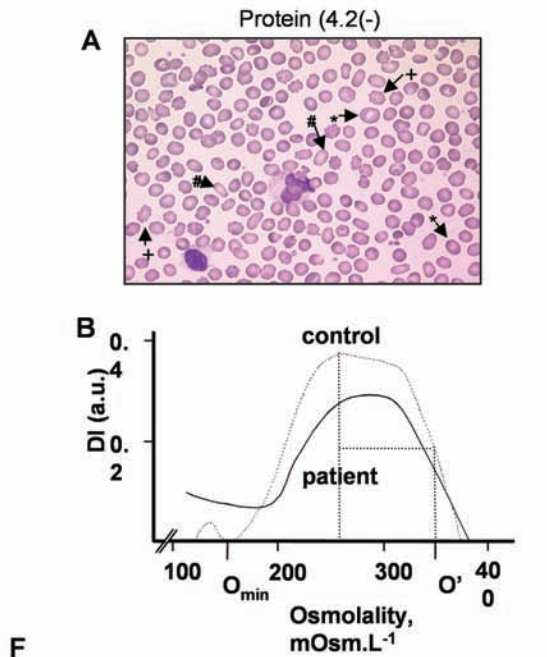 Protein (4.2(-)
A
+
#
*
#
*
+
B
0.
4
control
DI (a.u.)
0.
2
patient
100
Omin
200
300
O'
40
0
Osmolality,
mOsm.L-1
F